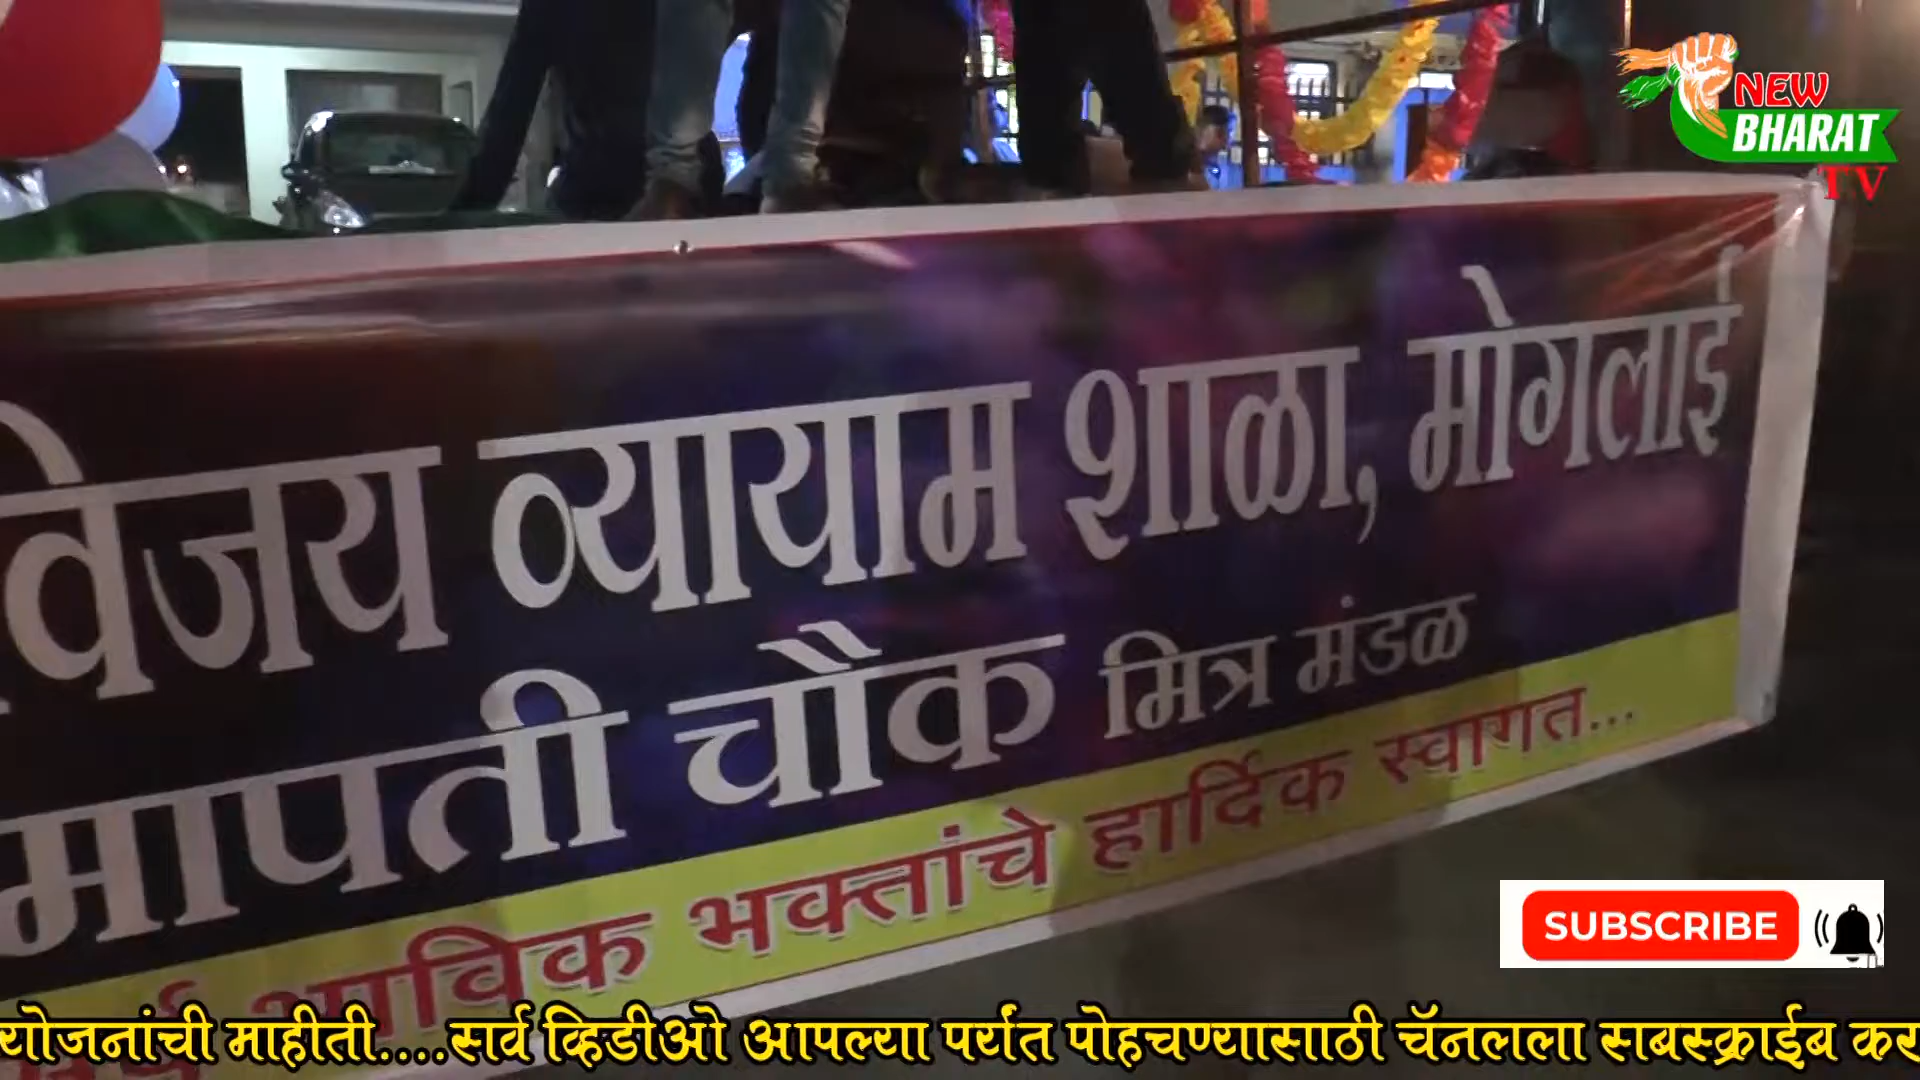 NEW
BHARAT
TV
विजय व्यायाम शाळा, मोगलाई
मापती चौक मित्र मंडळ
भाविक भक्तांचे हार्दिक स्वागत...
SUBSCRIBE
योजनांची माहीती....सर्व व्हिडीओ आपल्या पर्यंत पोहचण्यासाठी चॅनलला सबस्क्राईब कर